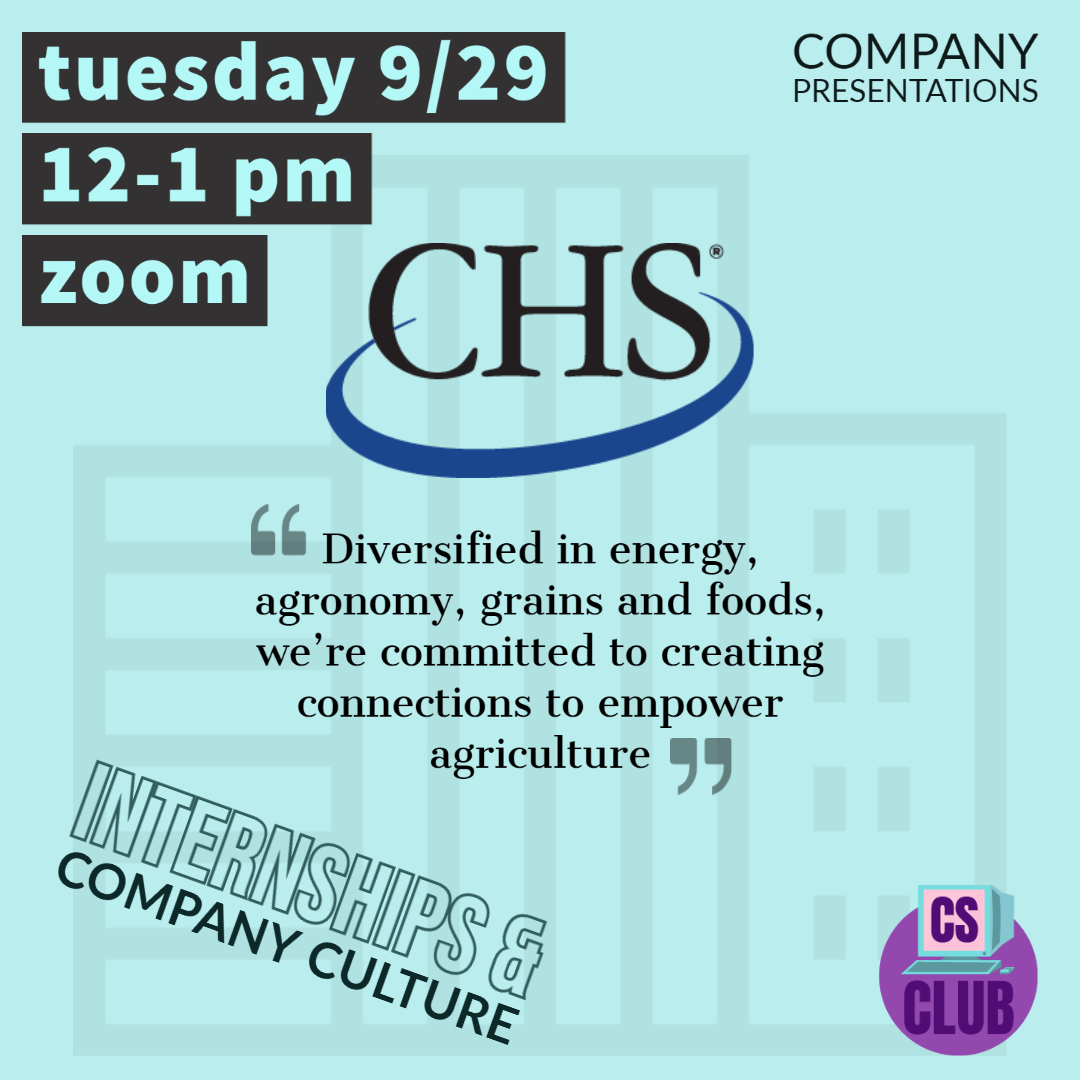 tuesday 9/29
12-1 pm
zoom
COMPANY
PRESENTATIONS
CHS®
“ Diversified in energy,
agronomy, grains and foods,
we’re committed to creating
connections to empower
agriculture ”
INTERNSHIPS &
COMPANY CULTURE
CS
CLUB